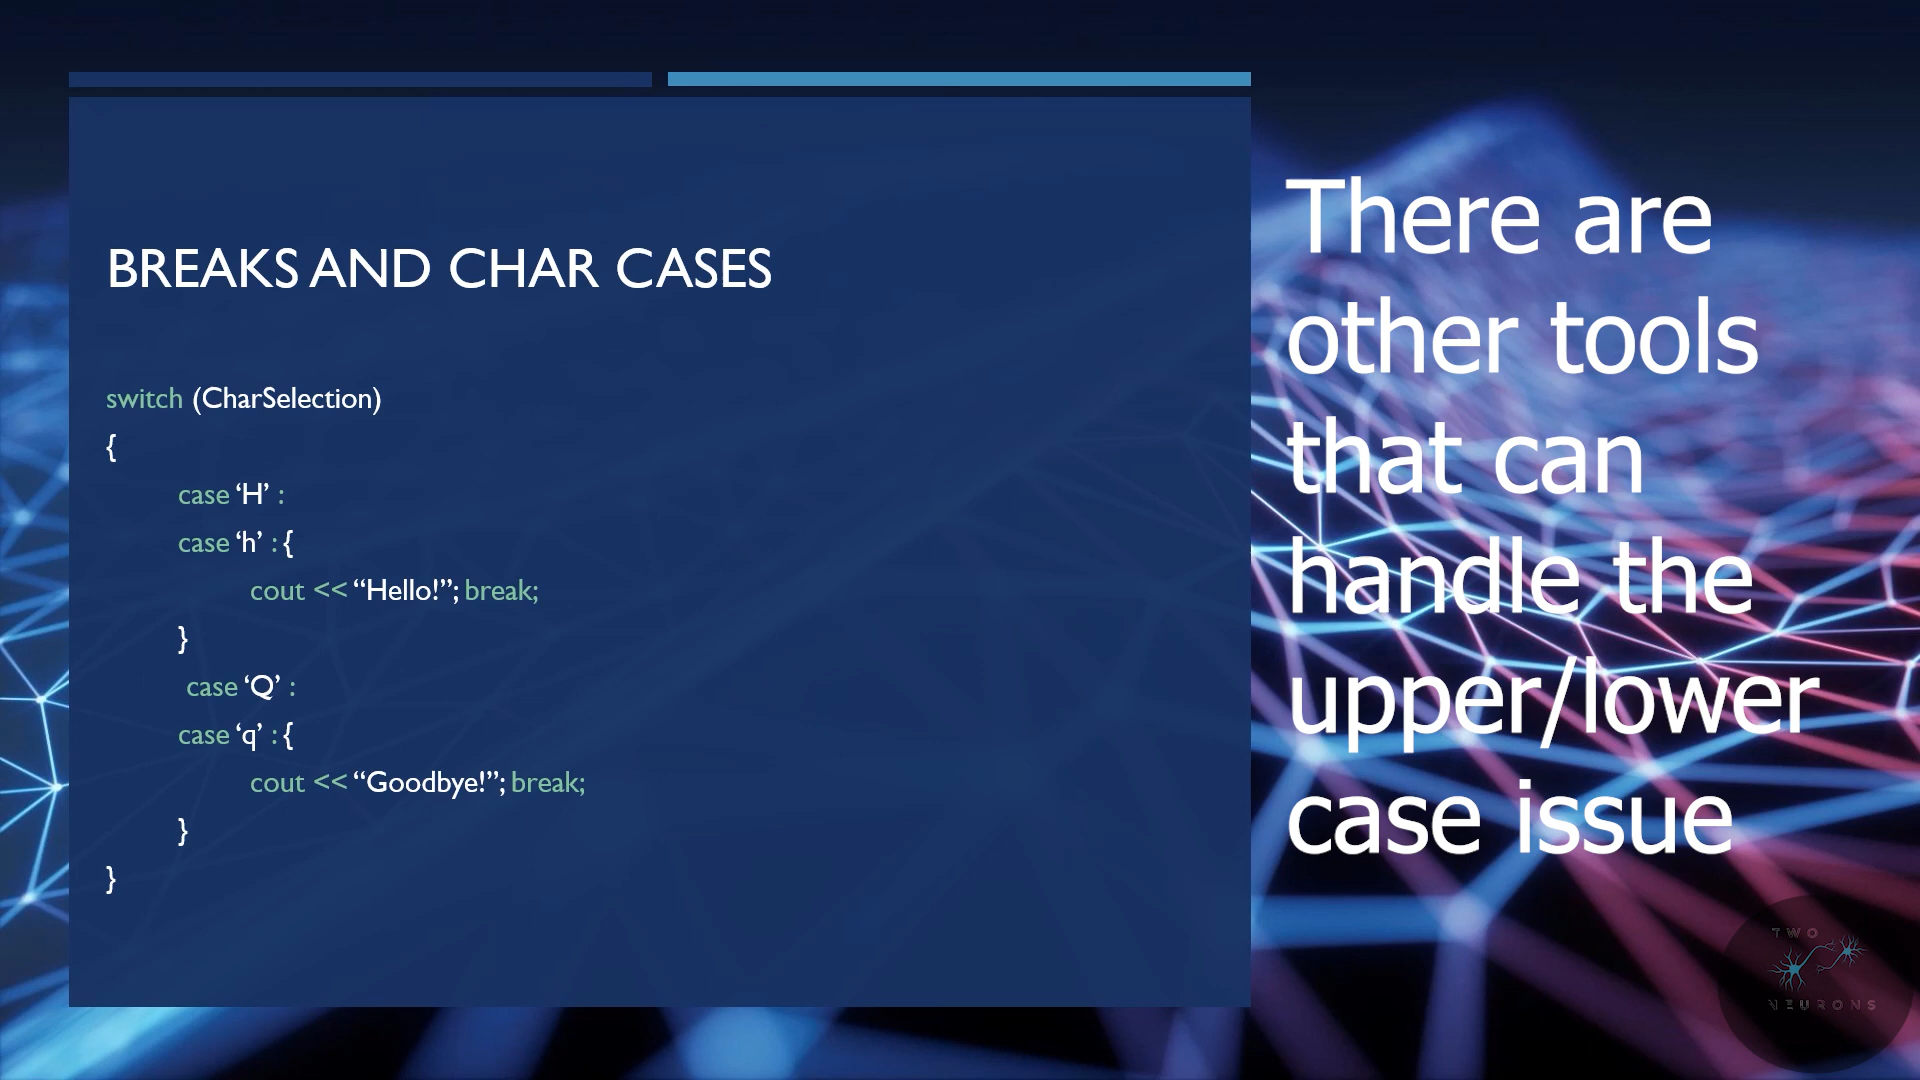 BREAKS AND CHAR CASES
switch (CharSelection)
{
case ‘H’ :
case ‘h’ : {
cout << “Hello!”; break;
}
case ‘Q’ :
case ‘q’ : {
cout << “Goodbye!”; break;
}
}
There are
other tools
that can
handle the
upper/lower
case issue
TWO
NEURONS